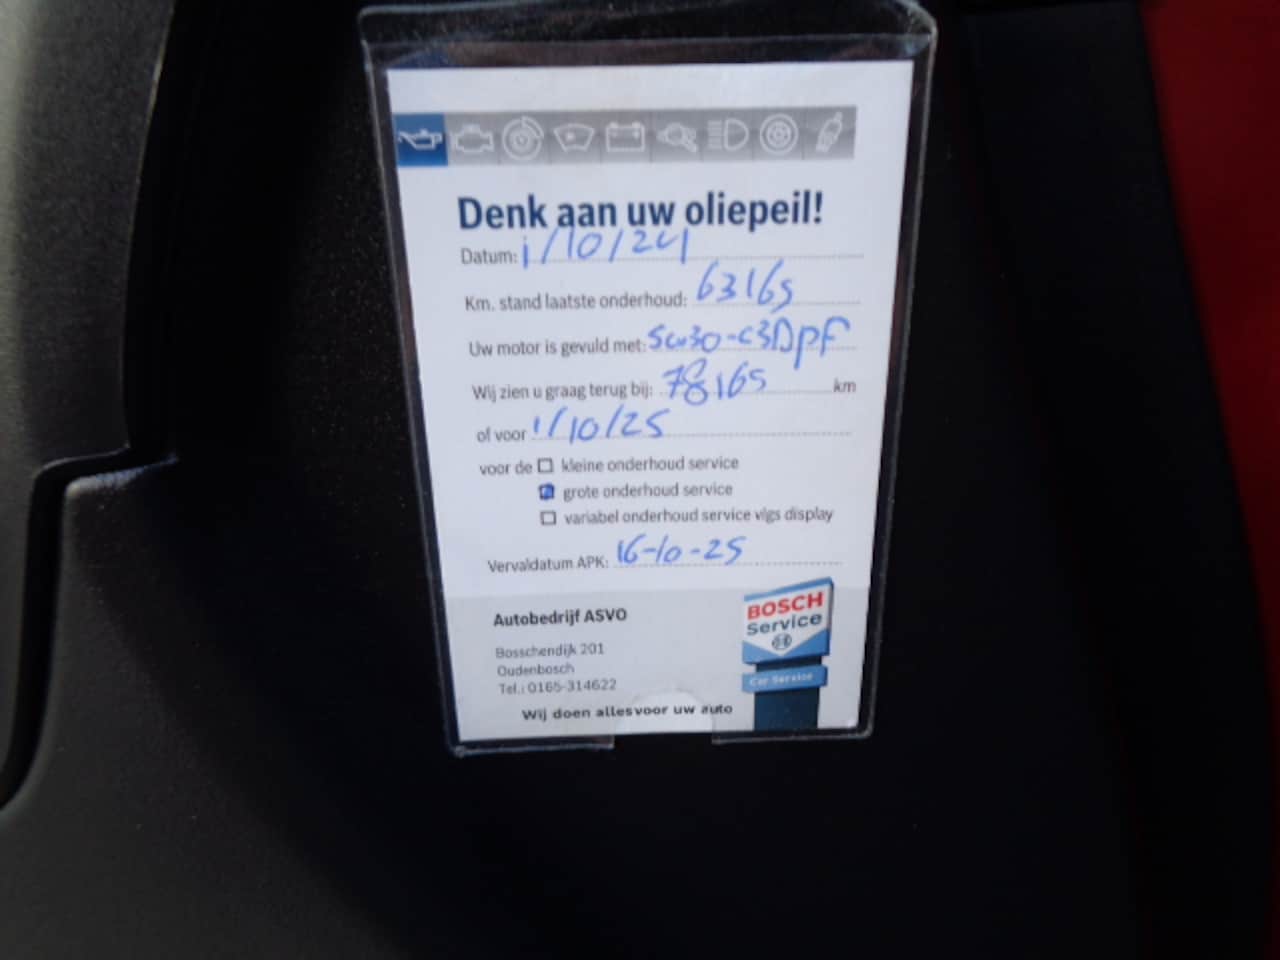 Denk aan uw oliepeil!
Datum: 1/10/24
Km. stand laatste onderhoud: 63165
Uw motor is gevuld met: 5w30-c3DPF
Wij zien u graag terug bij: 78165 km
of voor 1/10/25
voor de kleine onderhoud service
grote onderhoud service
variabel onderhoud service vlgs display
Vervaldatum APK: 16-10-25
Autobedrijf ASVO
Bosschendijk 201
Oudenbosch
Tel.: 0165-314622
Wij doen alles voor uw auto
BOSCH
Service
Car Service